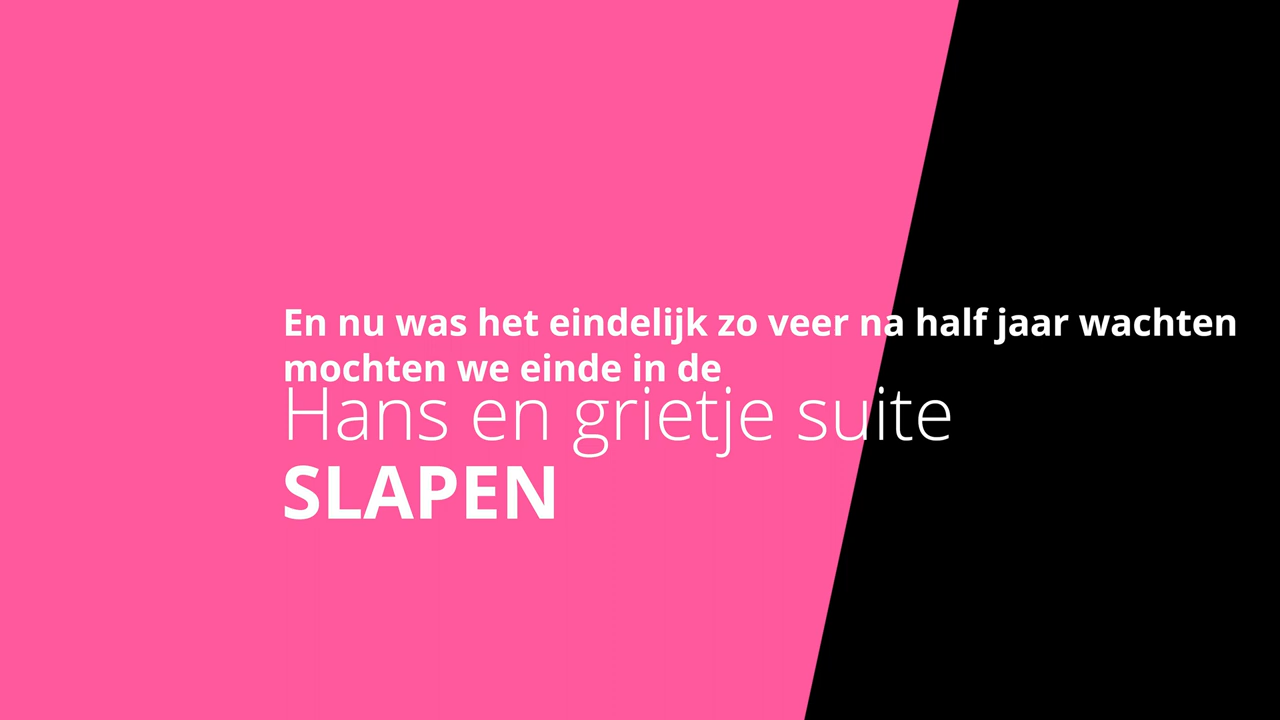 En nu was het eindelijk zo veer na half jaar wachten
mochten we einde in de
Hans en grietje suite
SLAPEN